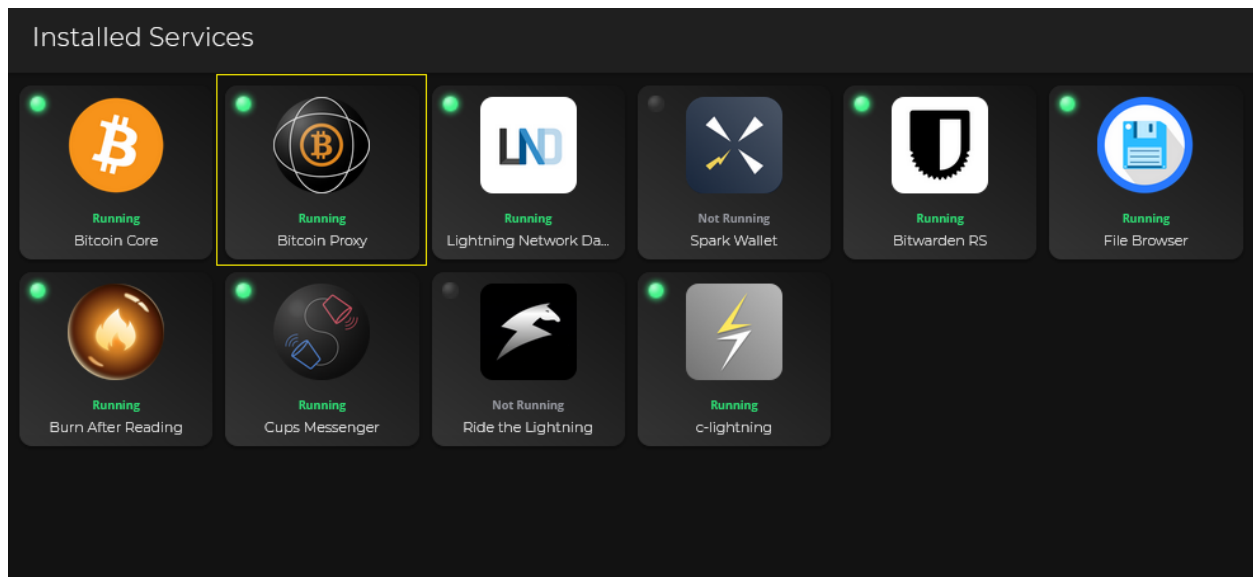 Installed Services
Running
Bitcoin Core
Running
Bitcoin Proxy
LND
Running
Lightning Network Da...
Not Running
Spark Wallet
Running
Bitwarden RS
Running
File Browser
Running
Burn After Reading
Running
Cups Messenger
Not Running
Ride the Lightning
Running
c-lightning